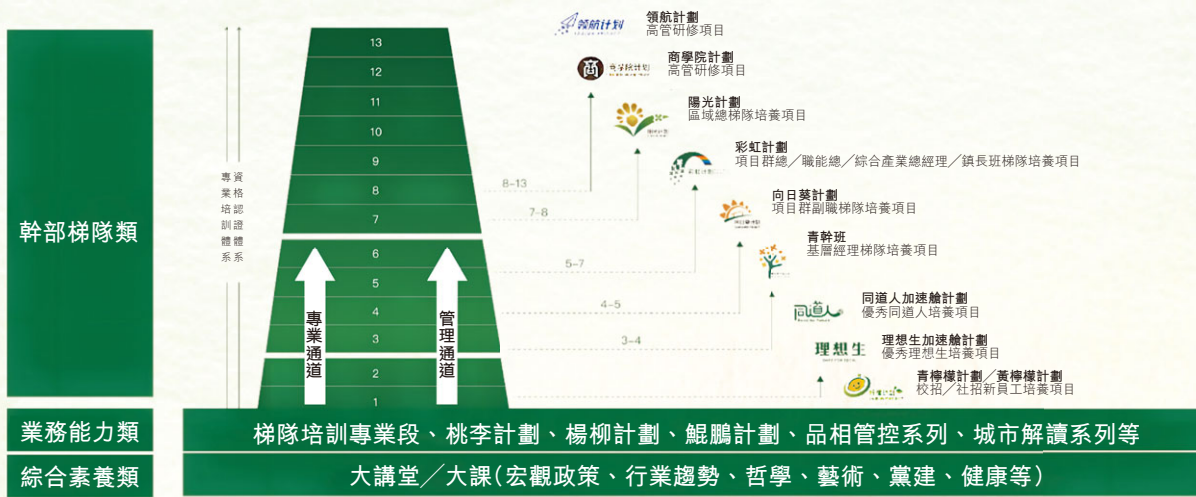 領航计划
領航計劃
高管研修項目
商學院計划
商學院計劃
高管研修項目
陽光計劃
區域總梯隊培養項目
彩虹計劃
項目群總／職能總／綜合產業總經理／鎮長班梯隊培養項目
向日葵計劃
項目群副職梯隊培養項目
青幹班
基層經理梯隊培養項目
同道人
同道人加速艙計劃
優秀同道人培養項目
理想生
理想生加速艙計劃
優秀理想生培養項目
青檸檬計劃／黃檸檬計劃
校招／社招新員工培養項目
13
12
11
10
9
8
7
6
5
4
3
2
1
8-13
7-8
5-7
4-5
3-4
專業培訓體系
資格認證體系
專業通道
管理通道
幹部梯隊類
業務能力類
梯隊培訓專業段、桃李計劃、楊柳計劃、鯤鵬計劃、品相管控系列、城市解讀系列等
綜合素養類
大講堂／大課(宏觀政策、行業趨勢、哲學、藝術、黨建、健康等)